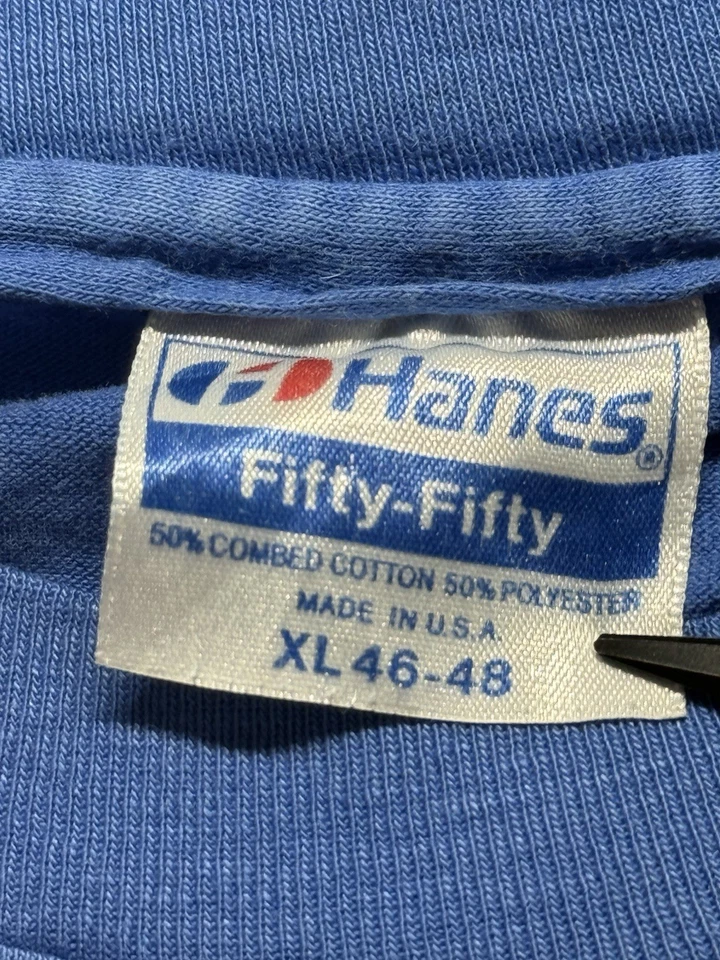 Hanes®
Fifty-Fifty
50% COMBED COTTON 50% POLYESTER
MADE IN U.S.A.
XL 46-48